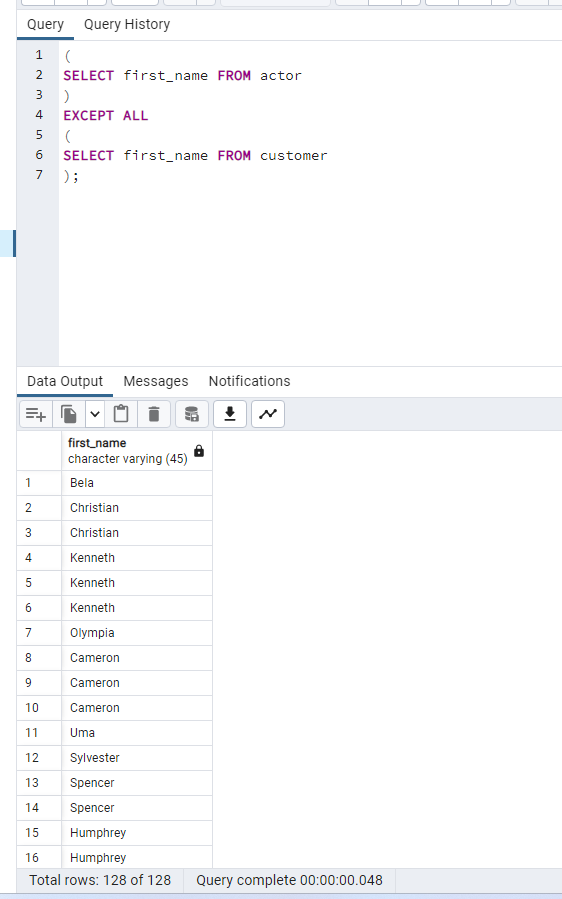 Query Query History
1 (
2 SELECT first_name FROM actor
3 )
4 EXCEPT ALL
5 (
6 SELECT first_name FROM customer
7 );
Data Output Messages Notifications
first_name
character varying (45)
1 Bela
2 Christian
3 Christian
4 Kenneth
5 Kenneth
6 Kenneth
7 Olympia
8 Cameron
9 Cameron
10 Cameron
11 Uma
12 Sylvester
13 Spencer
14 Spencer
15 Humphrey
16 Humphrey
Total rows: 128 of 128 Query complete 00:00:00.048